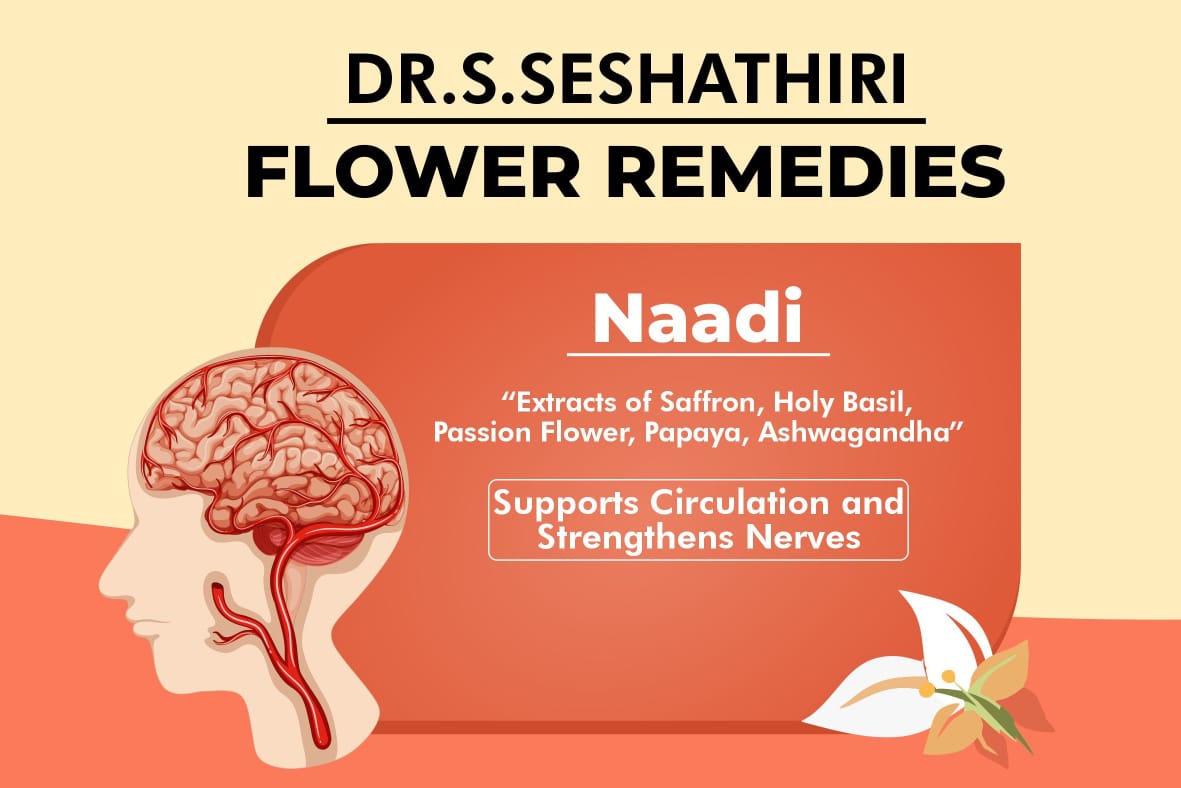 DR.S.SESHATHIRI
FLOWER REMEDIES
Naadi
“Extracts of Saffron, Holy Basil,
Passion Flower, Papaya, Ashwagandha”
Supports Circulation and
Strengthens Nerves